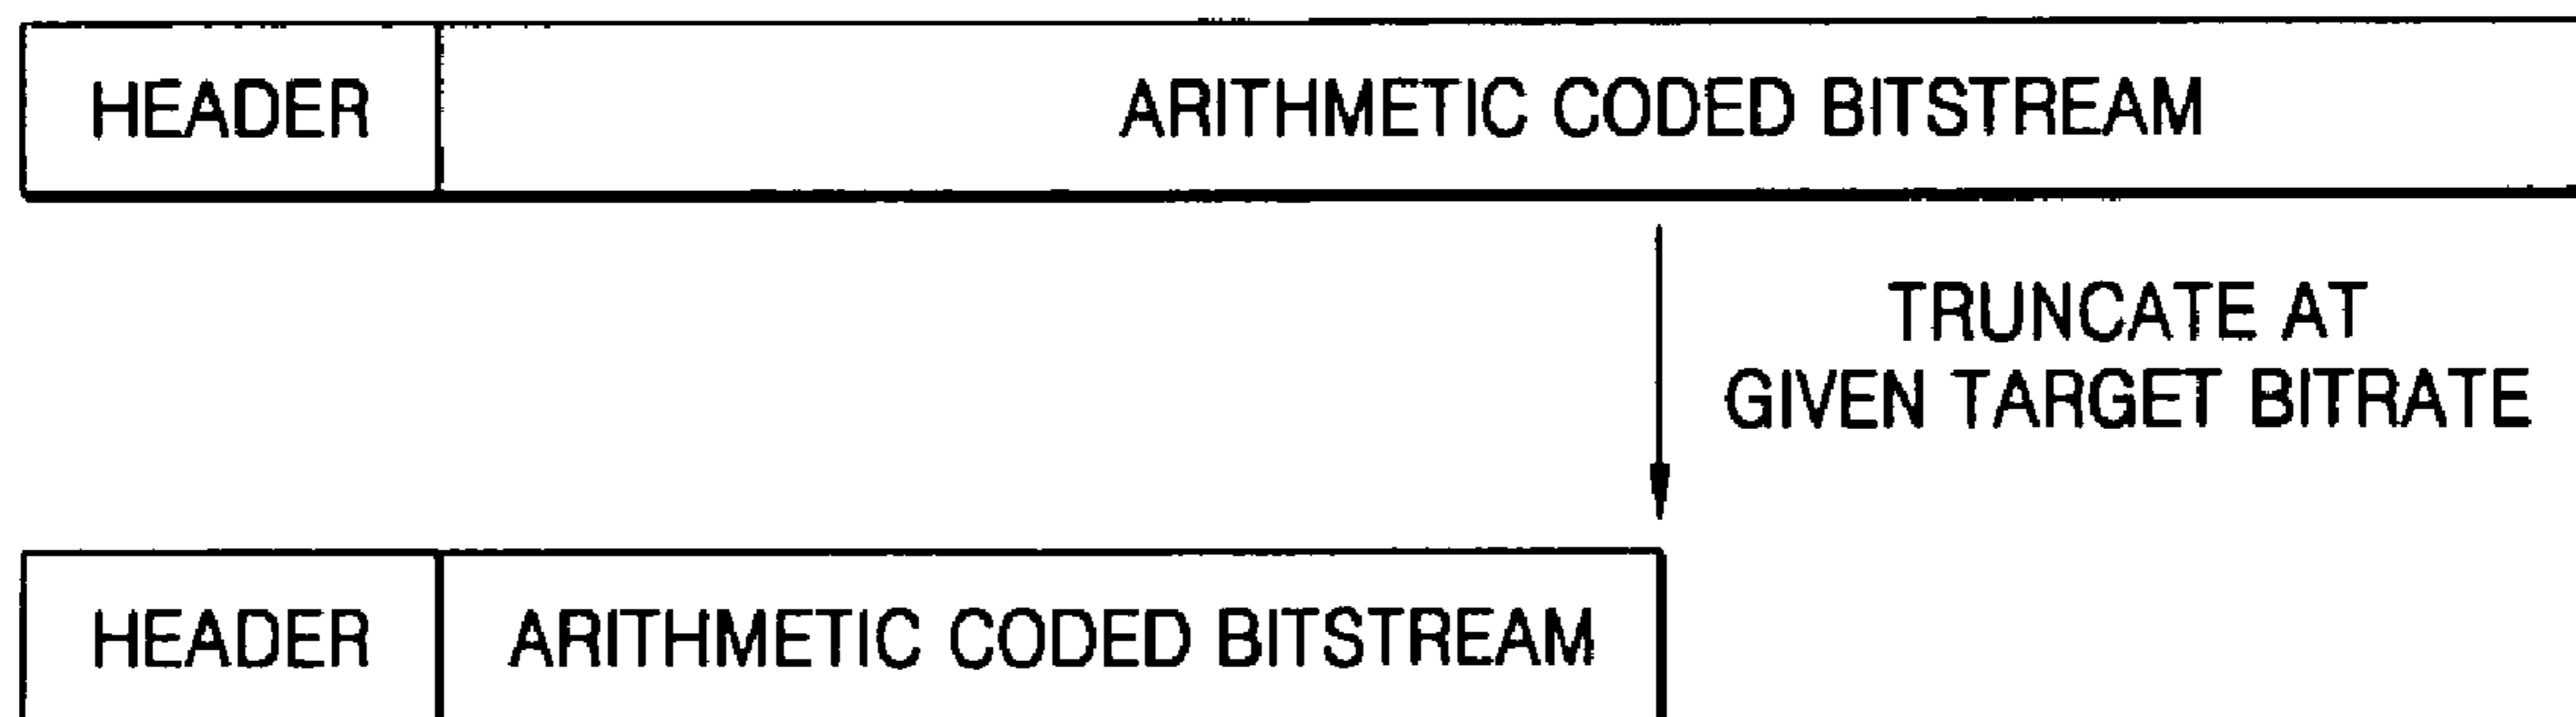 HEADER
ARITHMETIC CODED BITSTREAM
TRUNCATE AT
GIVEN TARGET BITRATE
HEADER
ARITHMETIC CODED BITSTREAM